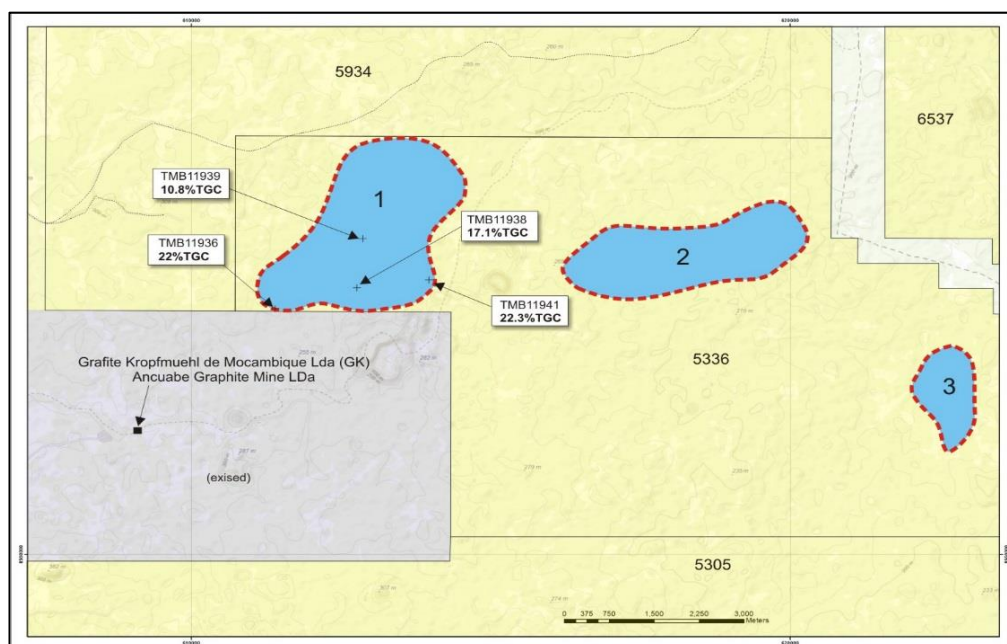 5934
6537
TMB11939
10.8%TGC
1
TMB11938
17.1%TGC
TMB11936
22%TGC
2
TMB11941
22.3%TGC
5336
Grafite Kropfmuehl de Mocambique Lda (GK)
Ancuabe Graphite Mine LDa
3
(exised)
5305
0 375 750 1,500 2,250 3,000
Meters